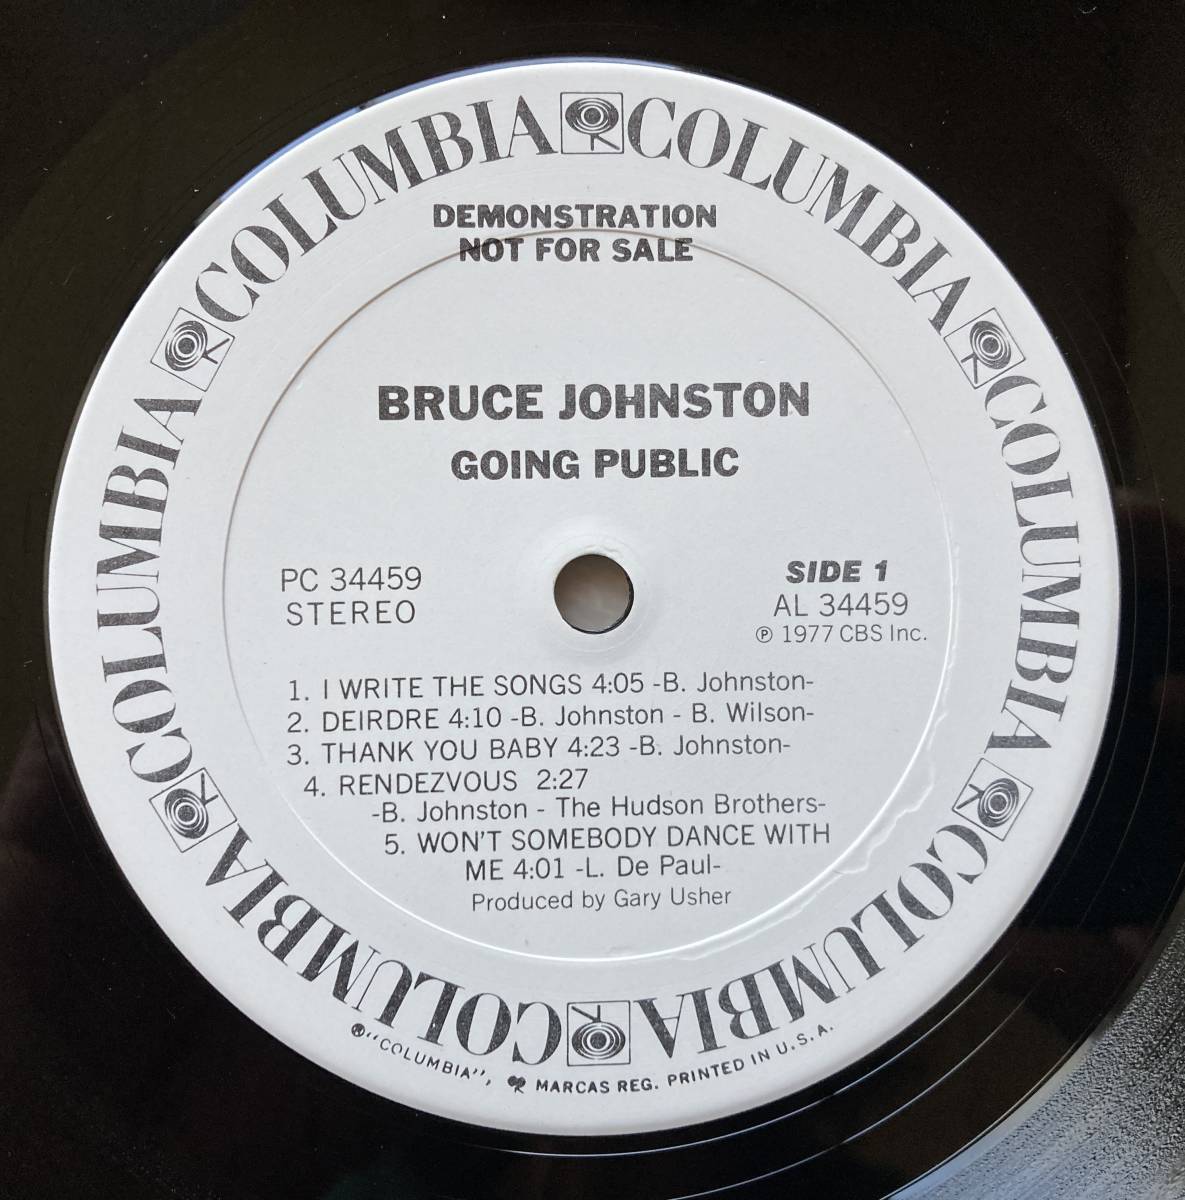 COLUMBIA COLUMBIA COLUMBIA COLUMBIA COLUMBIA COLUMBIA
DEMONSTRATION
NOT FOR SALE
BRUCE JOHNSTON
GOING PUBLIC
PC 34459
STEREO
SIDE 1
AL 34459
℗ 1977 CBS Inc.
1. I WRITE THE SONGS 4:05 -B. Johnston-
2. DEIRDRE 4:10 -B. Johnston - B. Wilson-
3. THANK YOU BABY 4:23 -B. Johnston-
4. RENDEZVOUS 2:27
-B. Johnston - The Hudson Brothers-
5. WON'T SOMEBODY DANCE WITH
ME 4:01 -L. De Paul-
Produced by Gary Usher
®"COLUMBIA", MARCAS REG. PRINTED IN U.S.A.